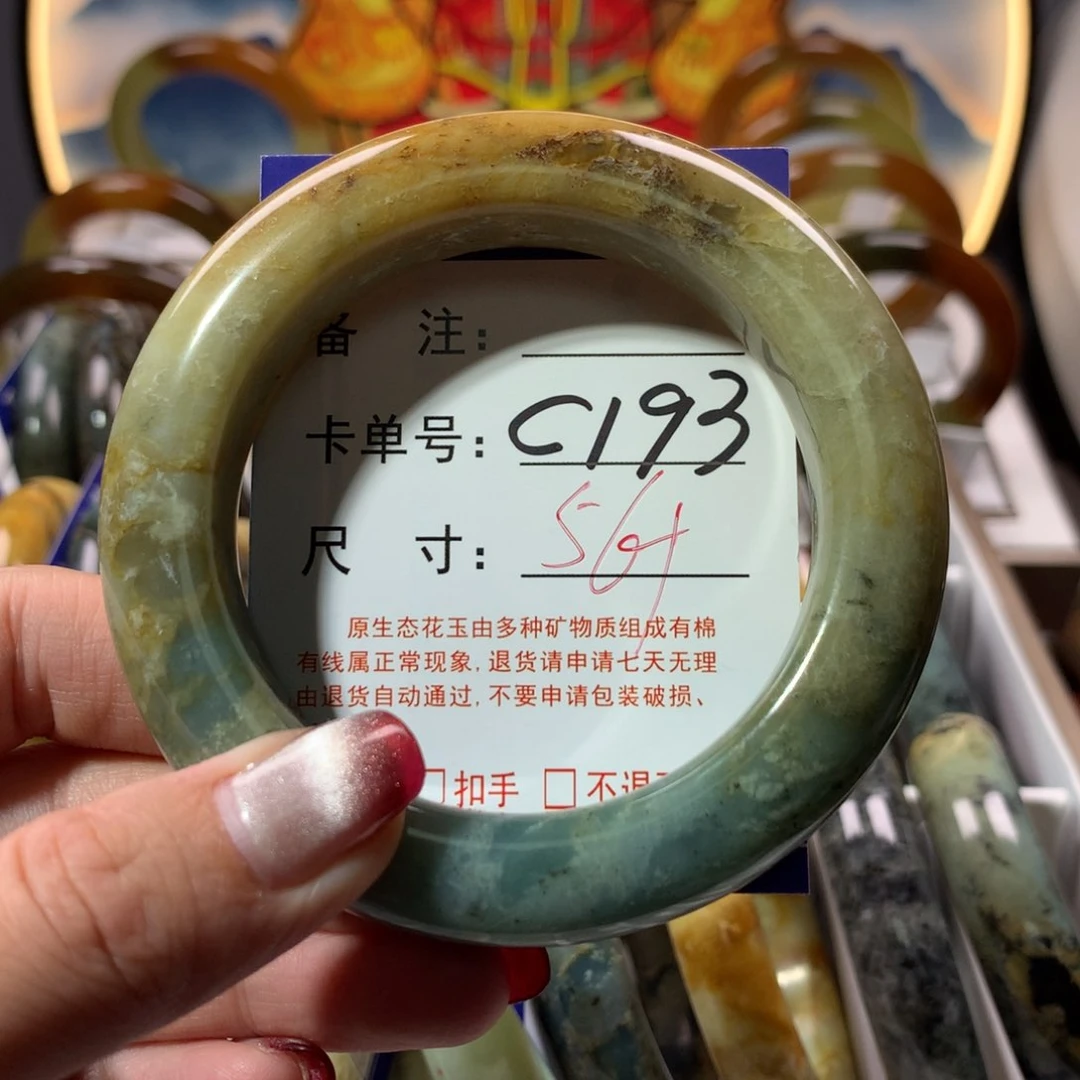 备 注:
卡单号: C193
尺 寸: 56+
原生态花玉由多种矿物质组成有棉
有线属正常现象, 退货请申请七天无理
由退货自动通过, 不要申请包装破损、
□扣手 □不退